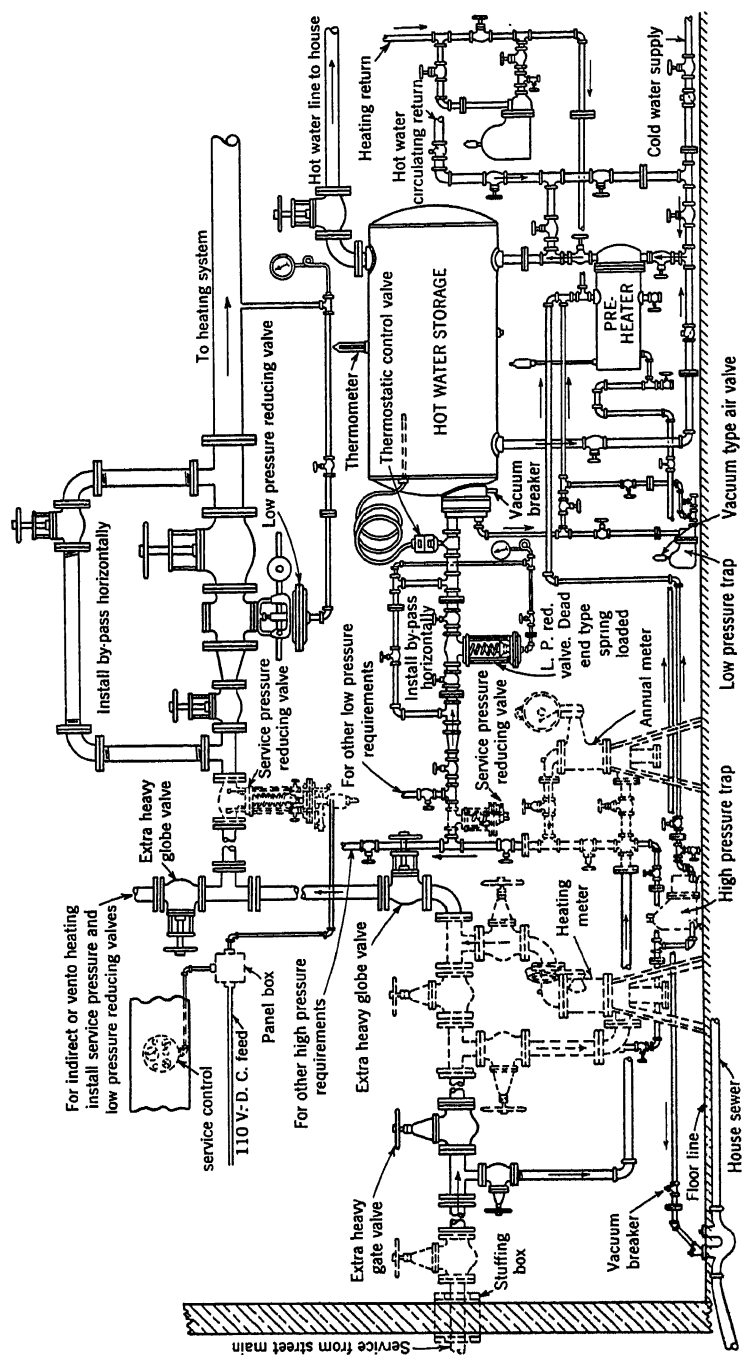 For indirect or vento heating
install service pressure and
low pressure reducing valves
Extra heavy
globe valve
service control
110 V.- D. C. feed
Panel box
Install by-pass horizontally
Service pressure
reducing valve
Low pressure reducing valve
To heating system
Hot water line to house
For other high pressure
requirements
For other low pressure
requirements
Thermometer
Thermostatic control valve
HOT WATER STORAGE
Heating return
Hot water
circulating return
Extra heavy
gate valve
Extra heavy globe valve
Install by-pass
horizontally
Service pressure
reducing valve
L. P. red.
valve. Dead
end type
spring
loaded
Vacuum
breaker
PRE-
HEATER
Cold water supply
Service from street main
Stuffing
box
Heating
meter
Annual meter
Vacuum
breaker
Floor line
House sewer
High pressure trap
Low pressure trap
Vacuum type air valve